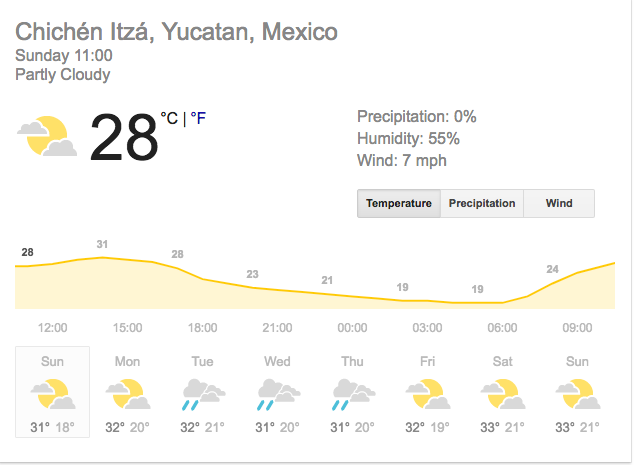 Chichén Itzá, Yucatan, Mexico
Sunday 11:00
Partly Cloudy
28 °C | °F
Precipitation: 0%
Humidity: 55%
Wind: 7 mph
Temperature Precipitation Wind
28 31 28 23 21 19 19 24
12:00 15:00 18:00 21:00 00:00 03:00 06:00 09:00
Sun Mon Tue Wed Thu Fri Sat Sun
31° 18° 32° 20° 32° 21° 31° 20° 31° 20° 32° 19° 33° 21° 33° 21°